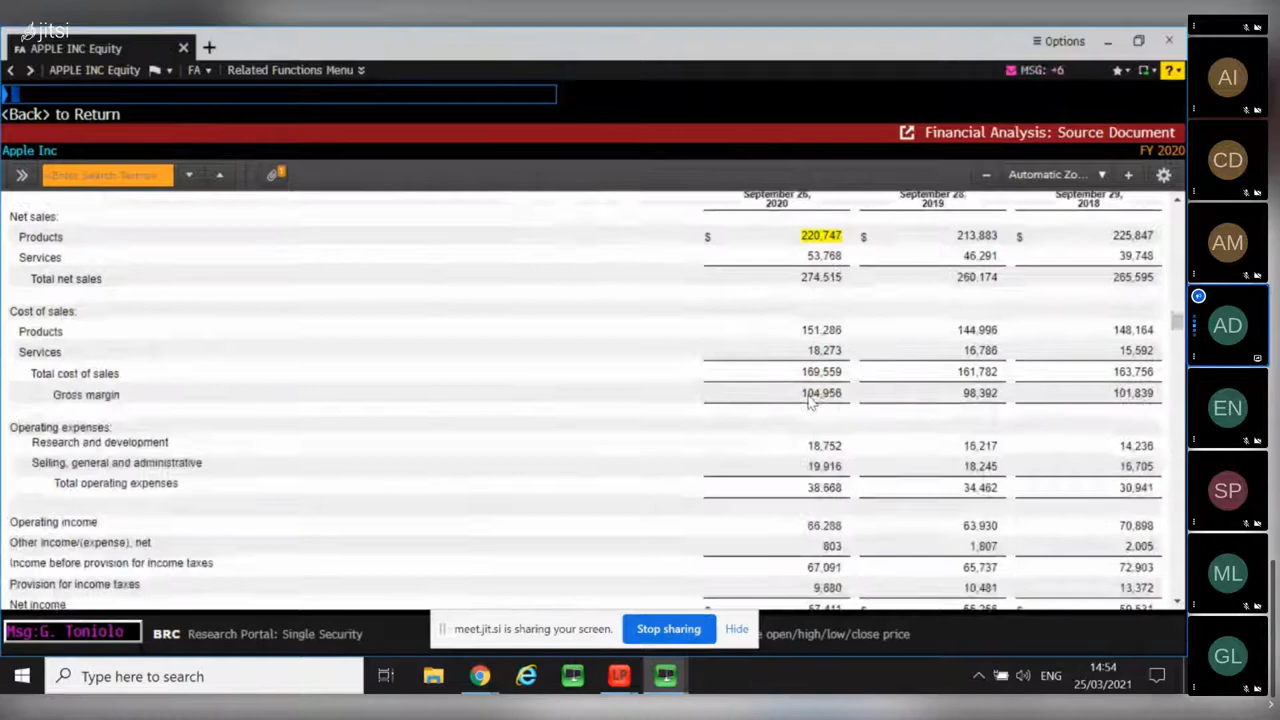 jitsi
FA APPLE INC Equity
Options
APPLE INC Equity FA Related Functions Menu MSG: +6 ?
<Back> to Return
Financial Analysis: Source Document
Apple Inc FY 2020
<Enter Search Term> Automatic Zo...
September 26, 2020 September 28, 2019 September 29, 2018
Net sales:
Products $ 220,747 $ 213,883 $ 225,847
Services 53,768 46,291 39,748
Total net sales 274,515 260,174 265,595
Cost of sales:
Products 151,286 144,996 148,164
Services 18,273 16,786 15,592
Total cost of sales 169,559 161,782 163,756
Gross margin 104,956 98,392 101,839
Operating expenses:
Research and development 18,752 16,217 14,236
Selling, general and administrative 19,916 18,245 16,705
Total operating expenses 38,668 34,462 30,941
Operating income 66,288 63,930 70,898
Other income/(expense), net 803 1,807 2,005
Income before provision for income taxes 67,091 65,737 72,903
Provision for income taxes 9,680 10,481 13,372
Net income 57,411 55,256 59,531
Msg:G. Toniolo BRC Research Portal: Single Security
meet.jit.si is sharing your screen. Stop sharing Hide
open/high/low/close price
Type here to search
ENG
14:54
25/03/2021
AI
CD
AM
AD
EN
SP
ML
GL